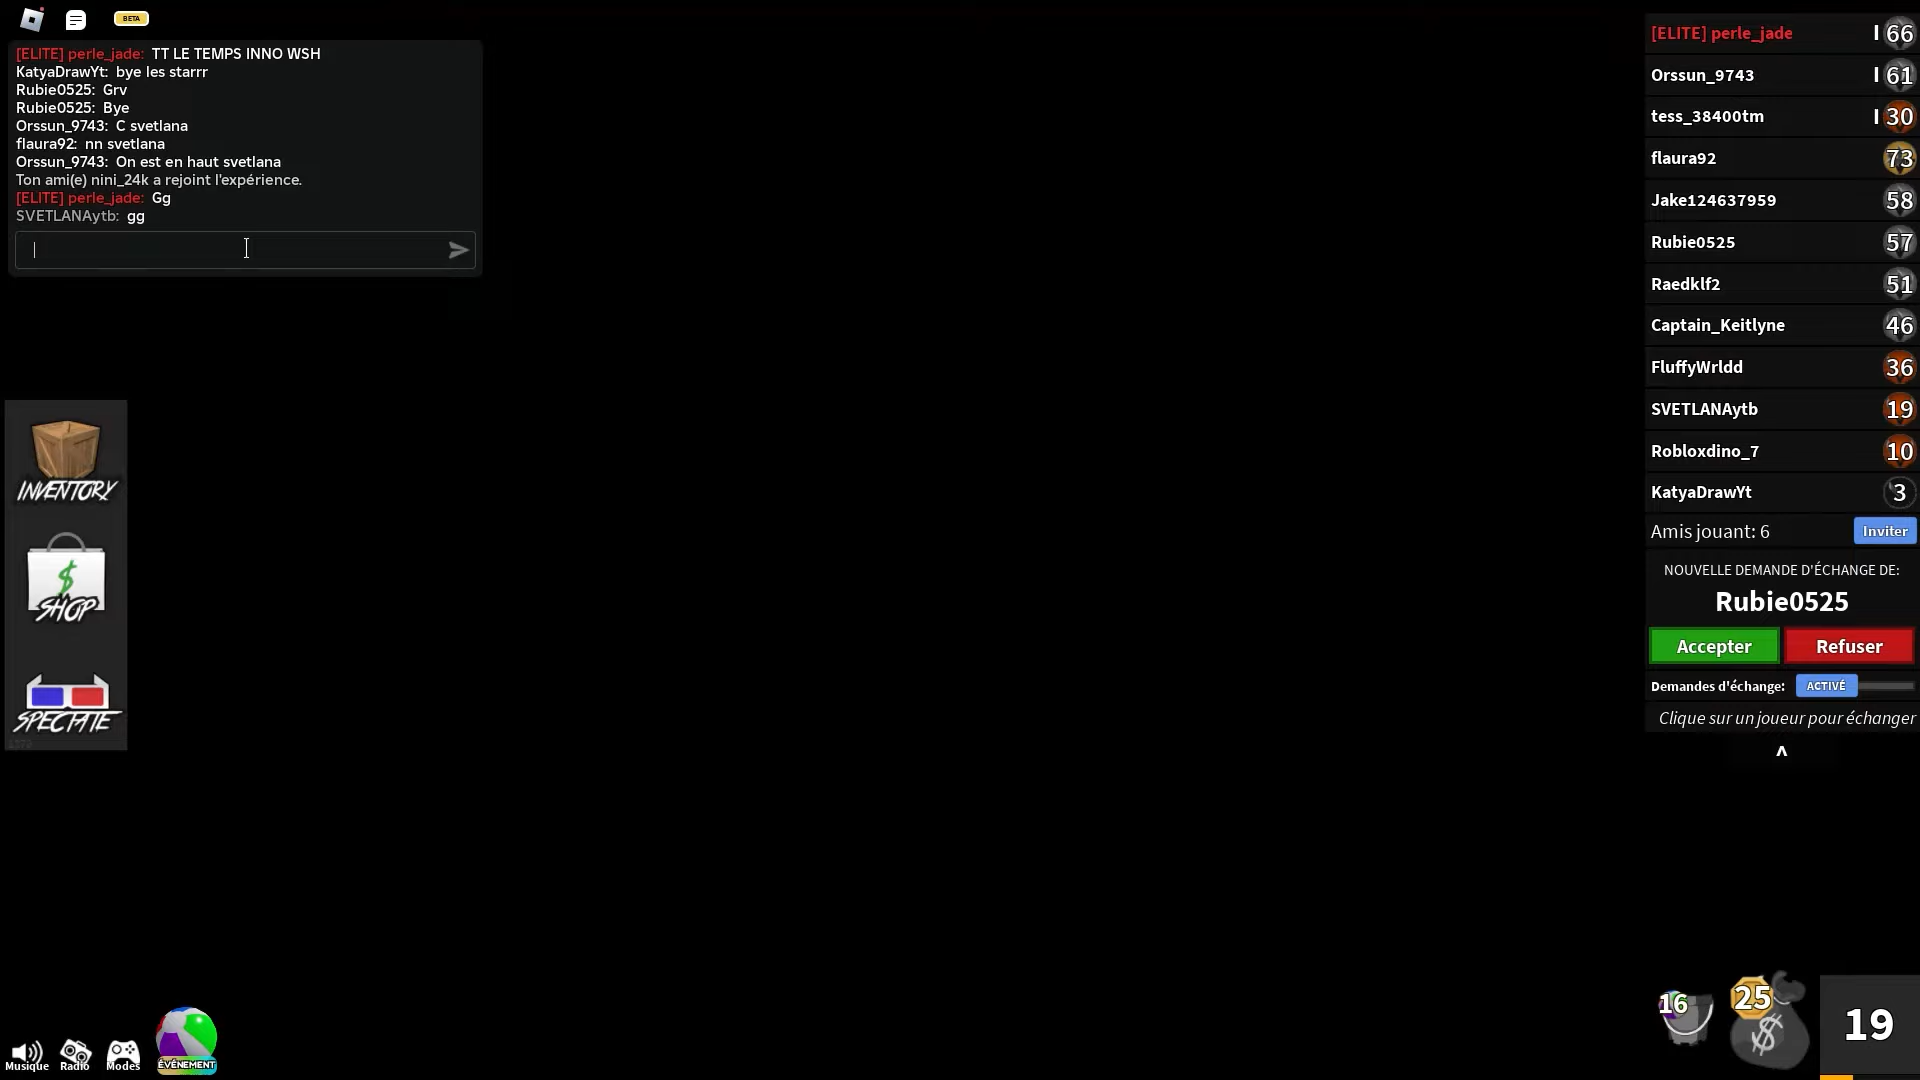 BETA
[ELITE] perle_jade: TT LE TEMPS INNO WSH
KatyaDrawYt: bye les starrr
Rubie0525: Grv
Rubie0525: Bye
Orssun_9743: C svetlana
flaura92: nn svetlana
Orssun_9743: On est en haut svetlana
Ton ami(e) nini_24k a rejoint l'expérience.
[ELITE] perle_jade: Gg
SVETLANAytb: gg
INVENTORY
$
SHOP
SPECTATE
Musique
Radio
Modes
ÉVÉNEMENT
[ELITE] perle_jade I 66
Orssun_9743 I 61
tess_38400tm I 30
flaura92 73
Jake124637959 58
Rubie0525 57
Raedklf2 51
Captain_Keitlyne 46
FluffyWrldd 36
SVETLANAytb 19
Robloxdino_7 10
KatyaDrawYt 3
Amis jouant: 6 Inviter
NOUVELLE DEMANDE D'ÉCHANGE DE:
Rubie0525
Accepter Refuser
Demandes d'échange: ACTIVÉ
Clique sur un joueur pour échanger
^
16
25
$
19